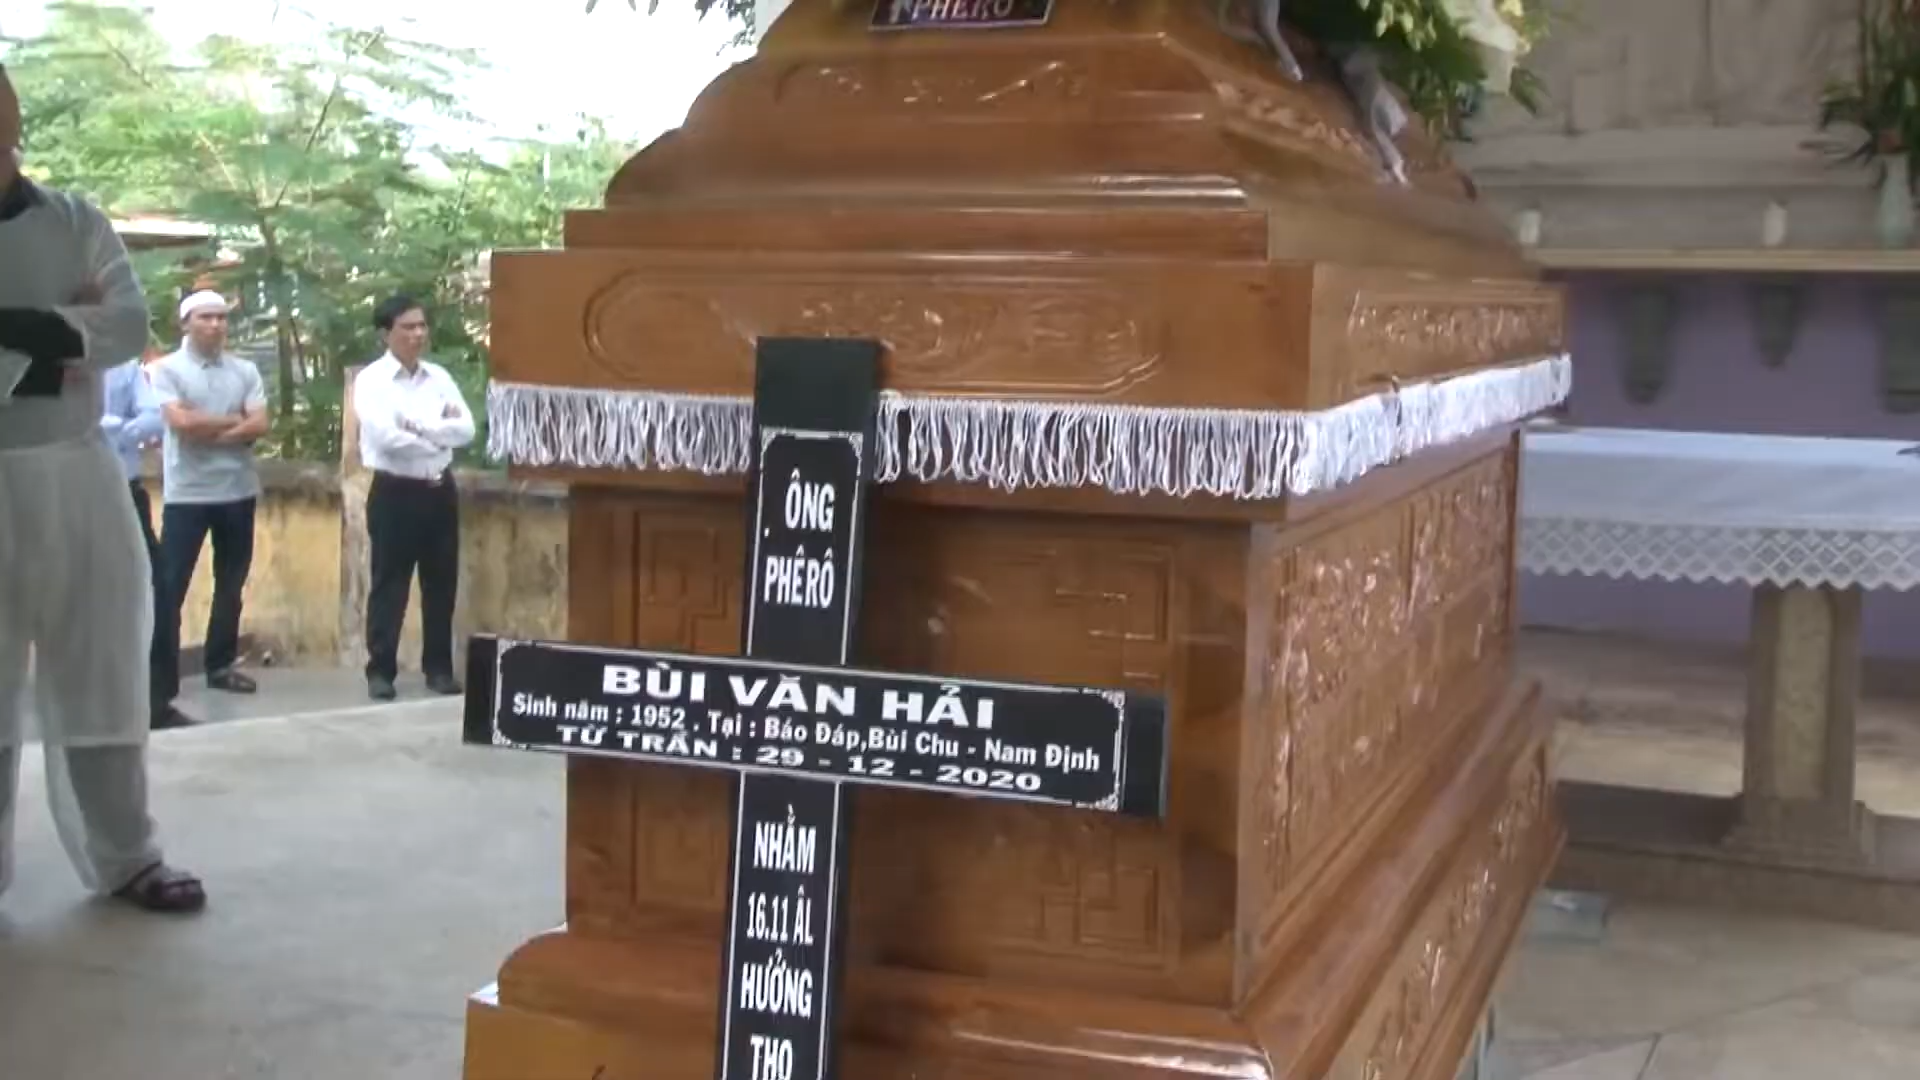 PHÊRÔ
ÔNG
PHÊRÔ
BÙI VĂN HẢI
Sinh năm : 1952 . Tại : Báo Đáp,Bùi Chu - Nam Định
TỪ TRẦN : 29 - 12 - 2020
NHẰM
16.11 ÂL
HƯỞNG
THỌ